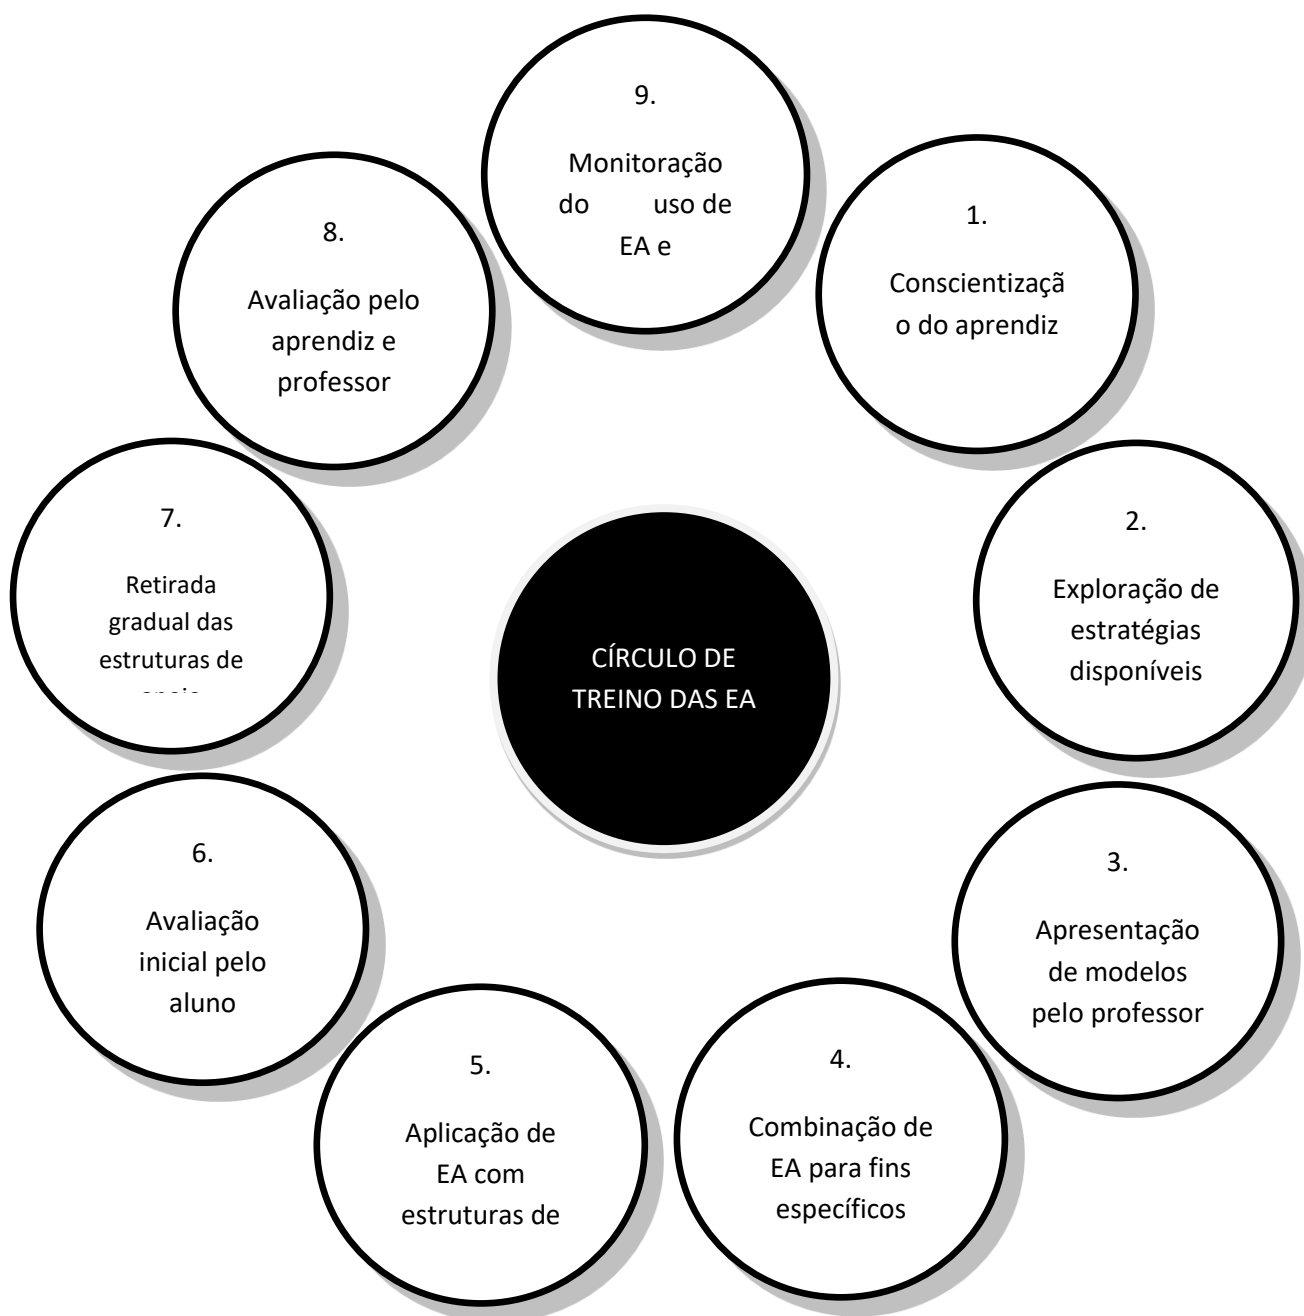 9.
Monitoração
do uso de
EA e
1.
Conscientizaçã
o do aprendiz
2.
Exploração de
estratégias
disponíveis
3.
Apresentação
de modelos
pelo professor
4.
Combinação de
EA para fins
específicos
5.
Aplicação de
EA com
estruturas de
6.
Avaliação
inicial pelo
aluno
7.
Retirada
gradual das
estruturas de
8.
Avaliação pelo
aprendiz e
professor
CÍRCULO DE
TREINO DAS EA